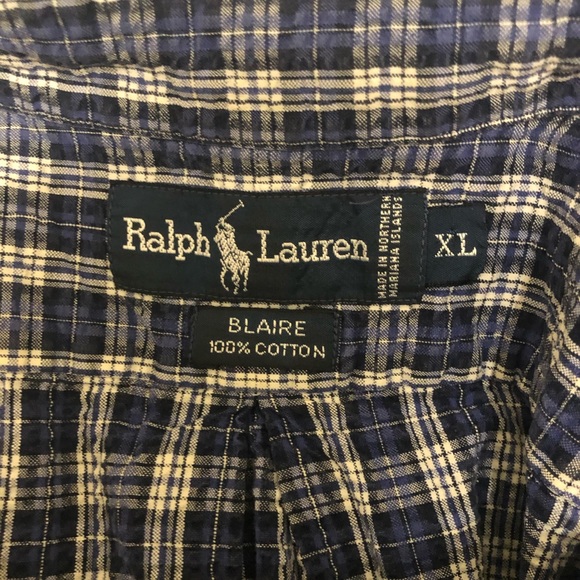 Ralph Lauren
MADE IN NORTHERN
MARIANA ISLANDS
XL
BLAIRE
100% COTTON